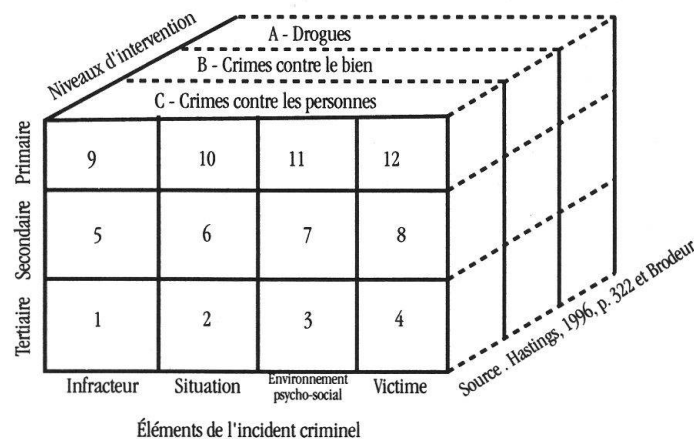 Niveaux d'intervention
A - Drogues
B - Crimes contre le bien
C - Crimes contre les personnes
Primaire
9 10 11 12
Secondaire
5 6 7 8
Tertiaire
1 2 3 4
Infracteur Situation Environnement psycho-social Victime
Éléments de l'incident criminel
Source . Hastings, 1996, p. 322 et Brodeur